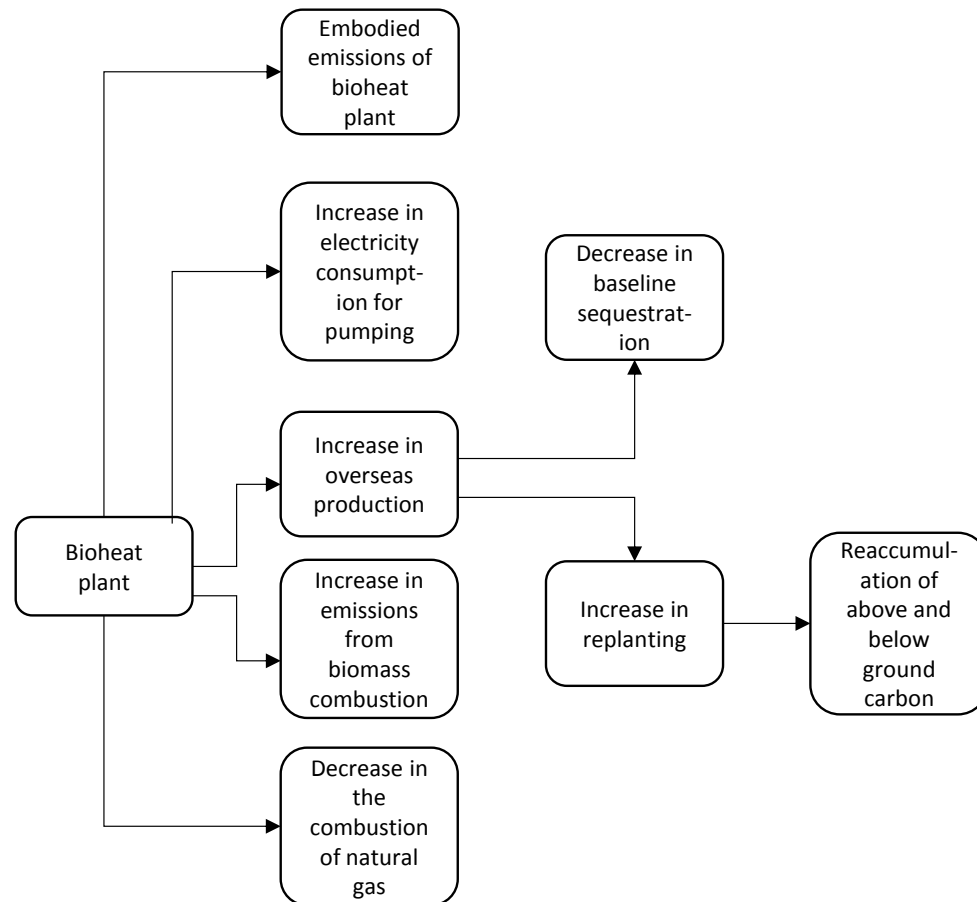 Embodied
emissions of
bioheat
plant
Increase in
electricity
consumpt-
ion for
pumping
Decrease in
baseline
sequestrat-
ion
Increase in
overseas
production
Bioheat
plant
Increase in
emissions
from
biomass
combustion
Increase in
replanting
Reaccumul-
ation of
above and
below
ground
carbon
Decrease in
the
combustion
of natural
gas